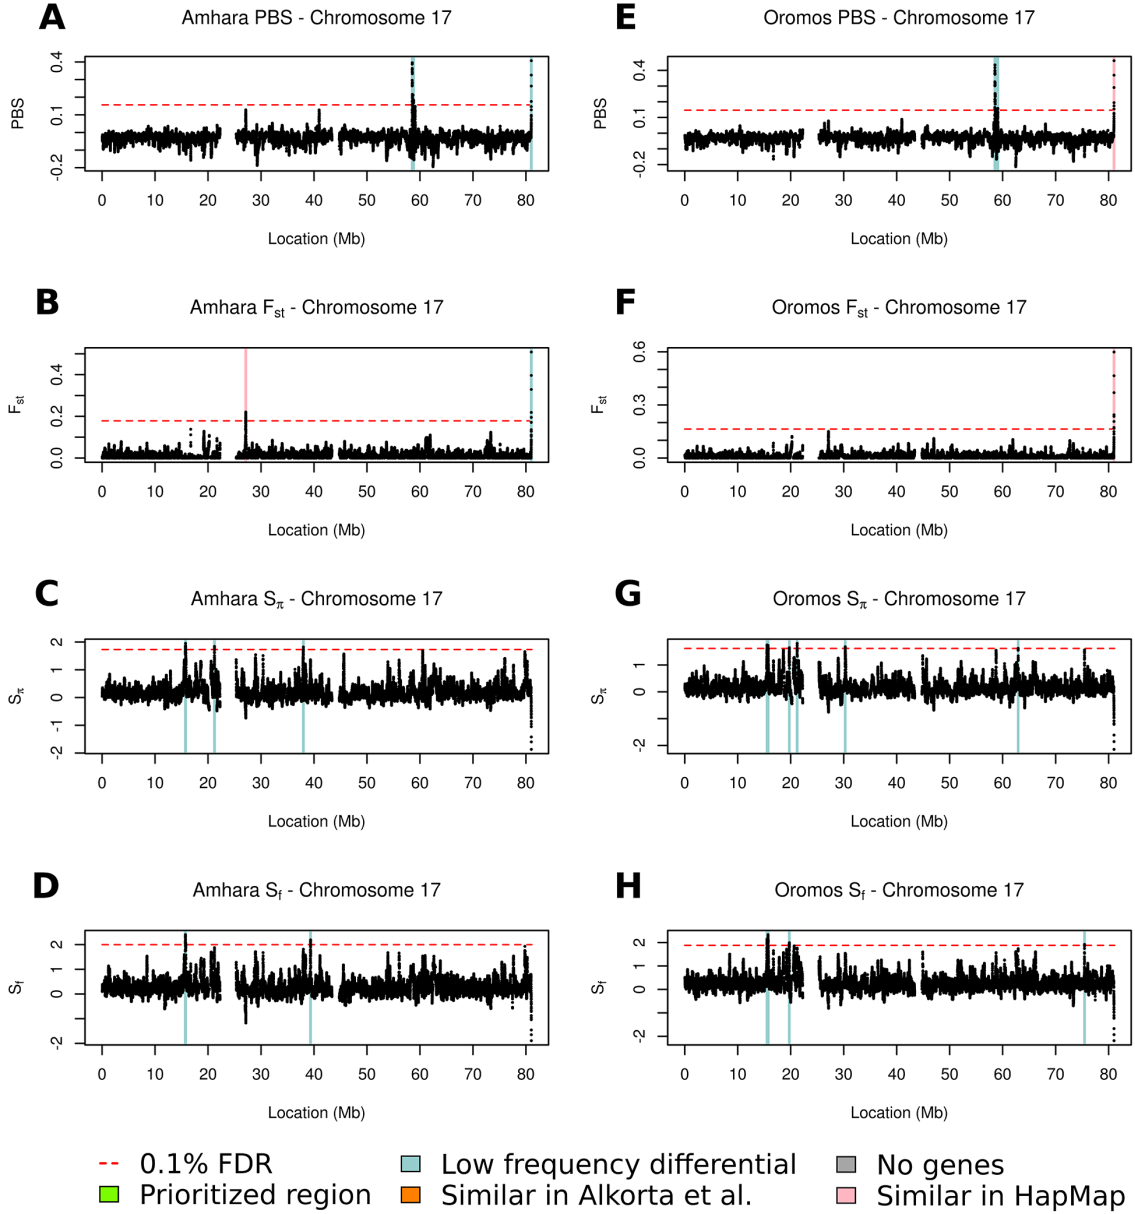 A
Amhara PBS - Chromosome 17
PBS
0.4
0.1
-0.2
0 10 20 30 40 50 60 70 80
Location (Mb)
E
Oromos PBS - Chromosome 17
PBS
0.4
0.1
-0.2
0 10 20 30 40 50 60 70 80
Location (Mb)
B
Amhara Fst - Chromosome 17
Fst
0.4
0.2
0.0
0 10 20 30 40 50 60 70 80
Location (Mb)
F
Oromos Fst - Chromosome 17
Fst
0.6
0.3
0.0
0 10 20 30 40 50 60 70 80
Location (Mb)
C
Amhara Sπ - Chromosome 17
Sπ
2
1
0
-1
-2
0 10 20 30 40 50 60 70 80
Location (Mb)
G
Oromos Sπ - Chromosome 17
Sπ
1
0
-2
0 10 20 30 40 50 60 70 80
Location (Mb)
D
Amhara Sf - Chromosome 17
Sf
2
1
0
-2
0 10 20 30 40 50 60 70 80
Location (Mb)
H
Oromos Sf - Chromosome 17
Sf
2
1
0
-2
0 10 20 30 40 50 60 70 80
Location (Mb)
0.1% FDR
Low frequency differential
No genes
Prioritized region
Similar in Alkorta et al.
Similar in HapMap